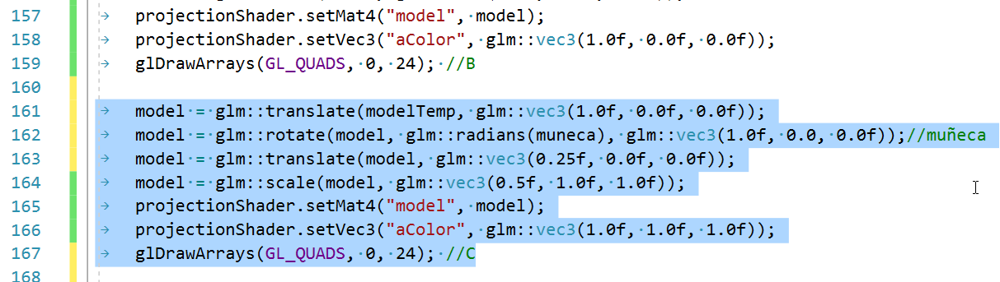 157 projectionShader.setMat4("model", model);
158 projectionShader.setVec3("aColor", glm::vec3(1.0f, 0.0f, 0.0f));
159 glDrawArrays(GL_QUADS, 0, 24); //B
160
161 model = glm::translate(modelTemp, glm::vec3(1.0f, 0.0f, 0.0f));
162 model = glm::rotate(model, glm::radians(muneca), glm::vec3(1.0f, 0.0, 0.0f));//muñeca
163 model = glm::translate(model, glm::vec3(0.25f, 0.0f, 0.0f));
164 model = glm::scale(model, glm::vec3(0.5f, 1.0f, 1.0f));
165 projectionShader.setMat4("model", model);
166 projectionShader.setVec3("aColor", glm::vec3(1.0f, 1.0f, 1.0f));
167 glDrawArrays(GL_QUADS, 0, 24); //C
168